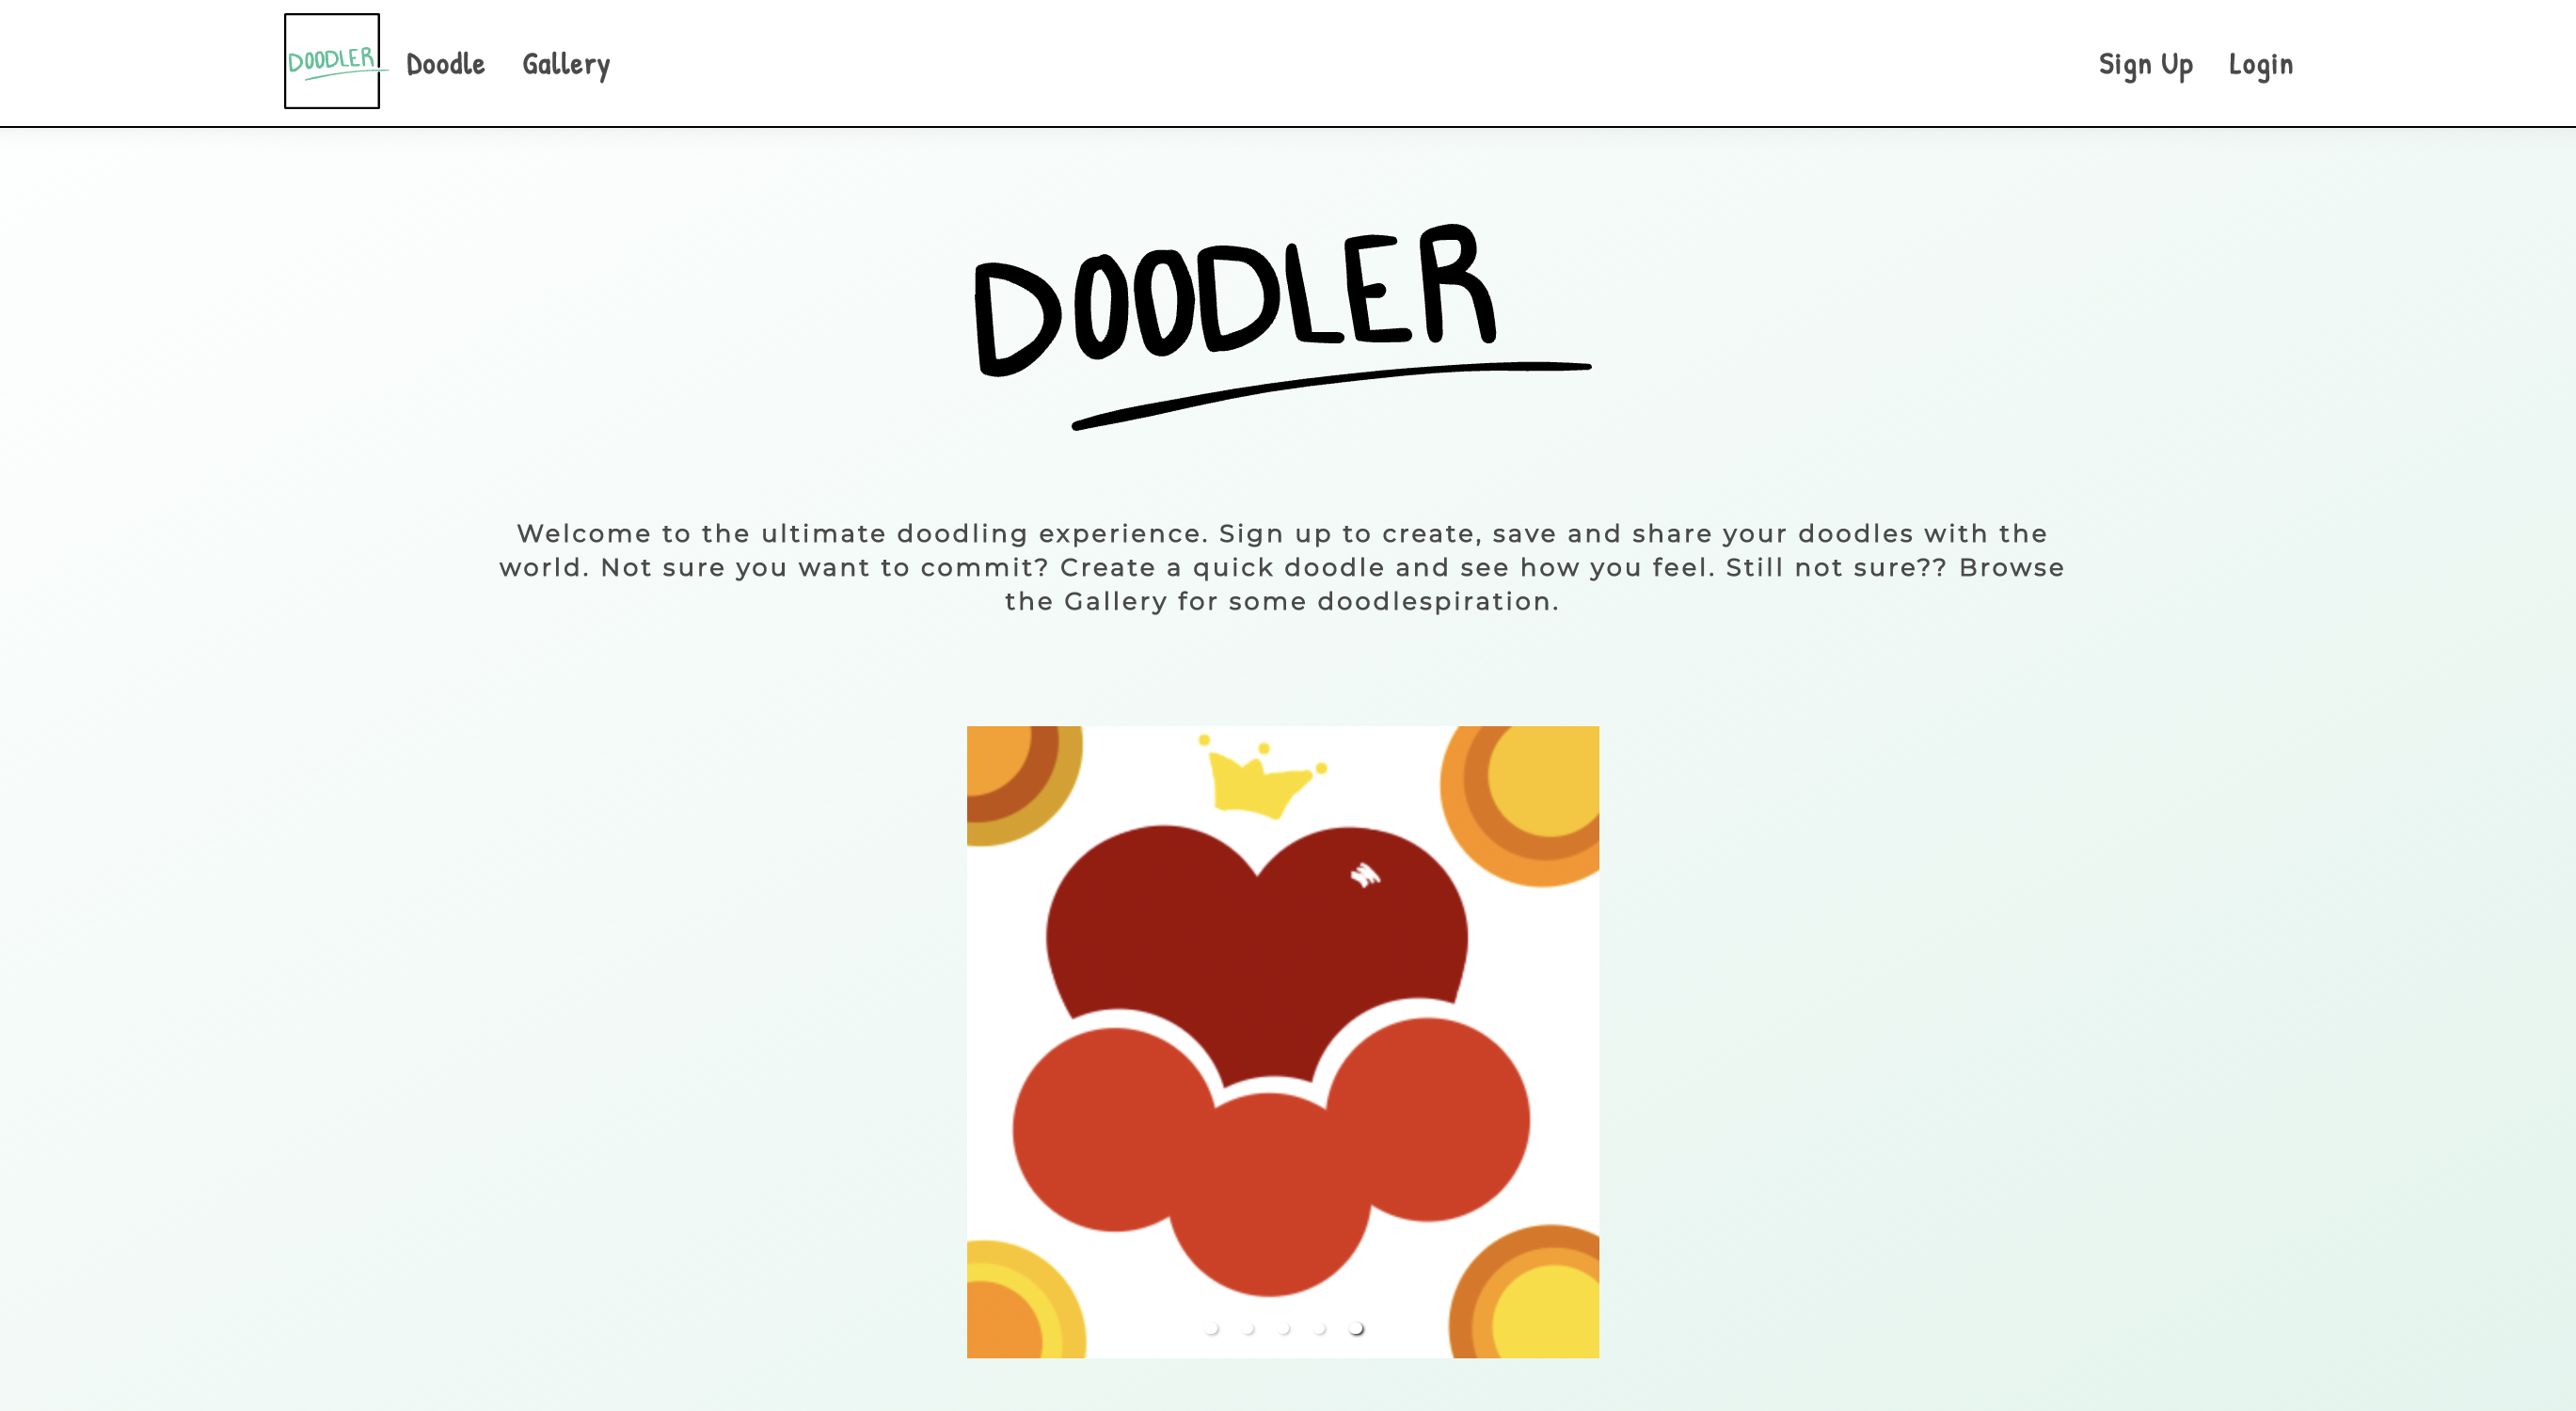 DOODLER
Doodle
Gallery
Sign Up
Login
DOODLER
Welcome to the ultimate doodling experience. Sign up to create, save and share your doodles with the
world. Not sure you want to commit? Create a quick doodle and see how you feel. Still not sure?? Browse
the Gallery for some doodlespiration.